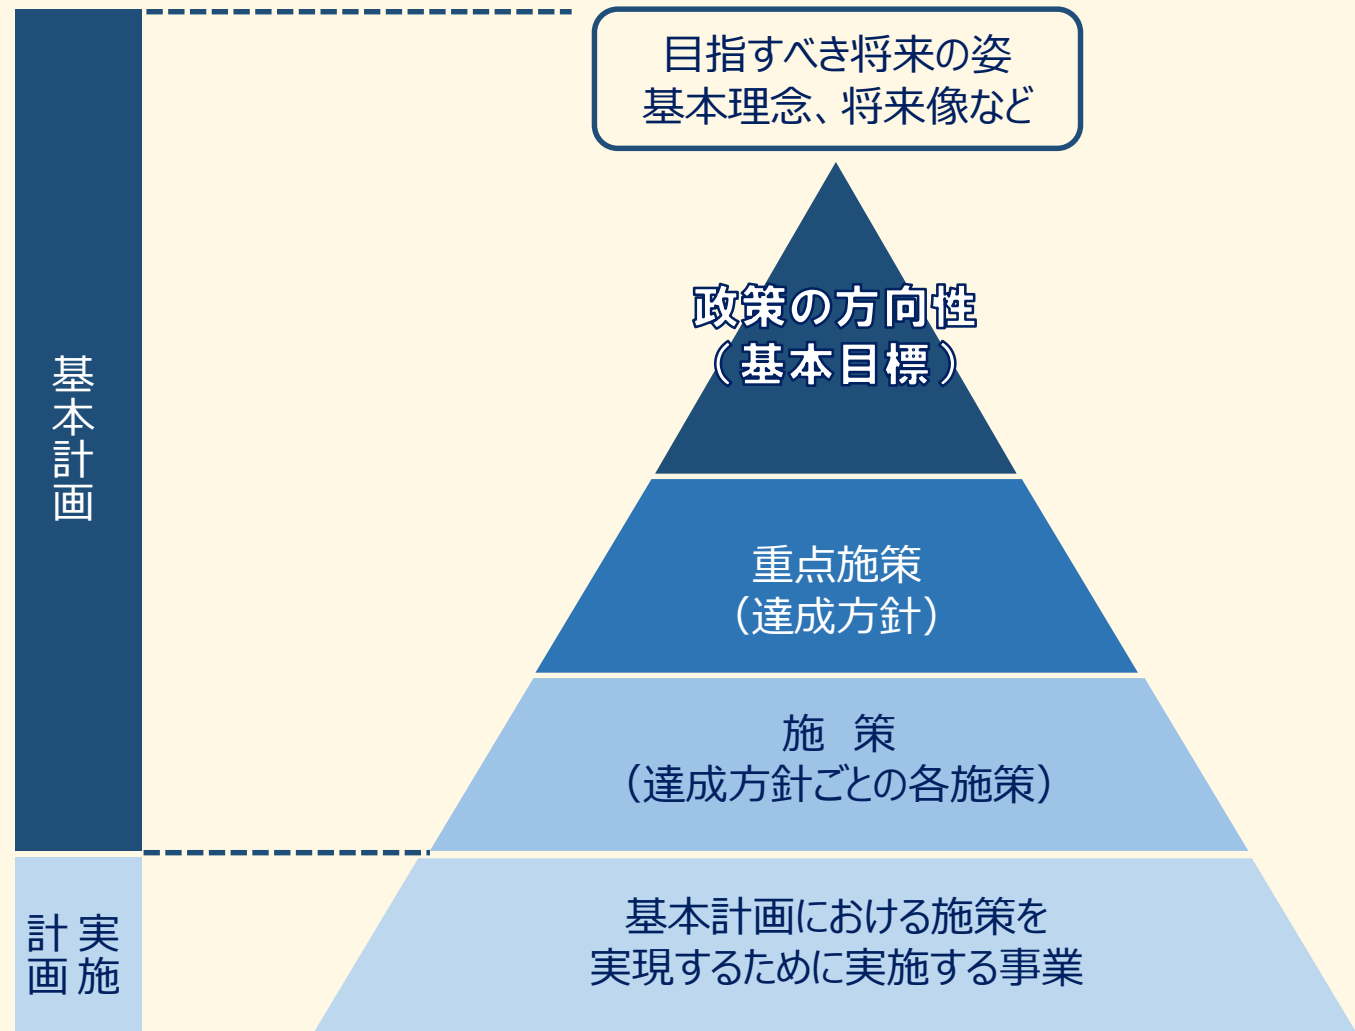 目指すべき将来の姿
基本理念、将来像など
政策の方向性
（基本目標）
基本計画
重点施策
（達成方針）
施　策
（達成方針ごとの各施策）
実施
計画
基本計画における施策を
実現するために実施する事業